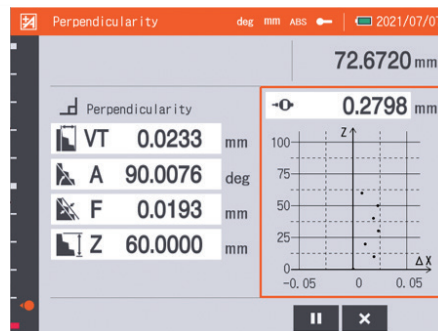 Perpendicularity deg mm ABS 2021/07/07
72.6720 mm
Perpendicularity
0.2798 mm
VT 0.0233 mm
A 90.0076 deg
F 0.0193 mm
Z 60.0000 mm
Z
100
75
50
25
0
ΔX
-0.05 0 0.05